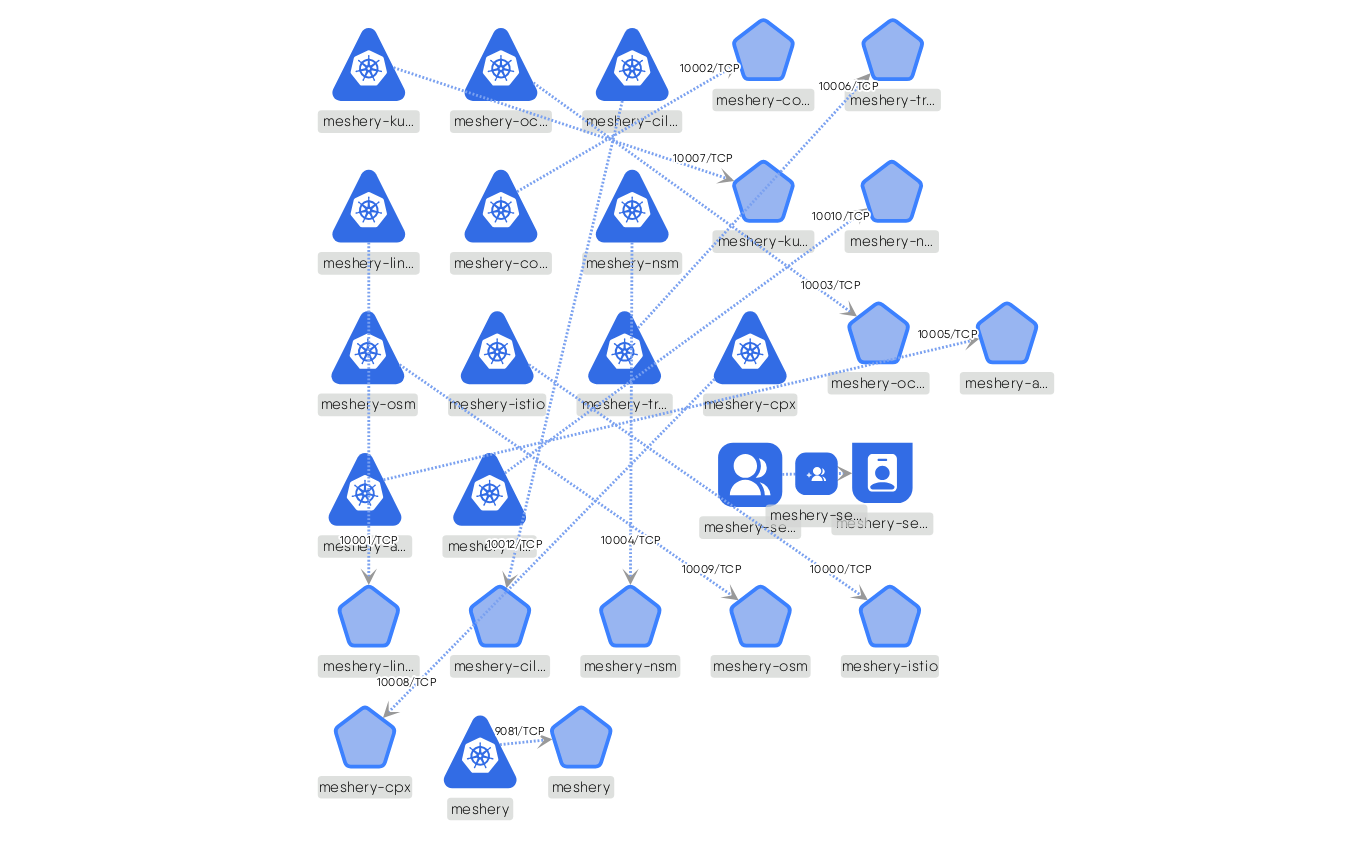 10002/TCP
10006/TCP
meshery-co...
meshery-tr...
meshery-ku...
meshery-oc...
meshery-cil...
10007/TCP
10010/TCP
meshery-ku...
meshery-n...
meshery-lin...
meshery-co...
meshery-nsm
10003/TCP
10005/TCP
meshery-oc...
meshery-a...
meshery-osm
meshery-istio
meshery-tr...
meshery-cpx
meshery-se...
meshery-se...
meshery-se...
meshery-a...
10001/TCP
10012/TCP
10004/TCP
10009/TCP
10000/TCP
meshery-lin...
meshery-cil...
meshery-nsm
meshery-osm
meshery-istio
10008/TCP
9081/TCP
meshery-cpx
meshery
meshery